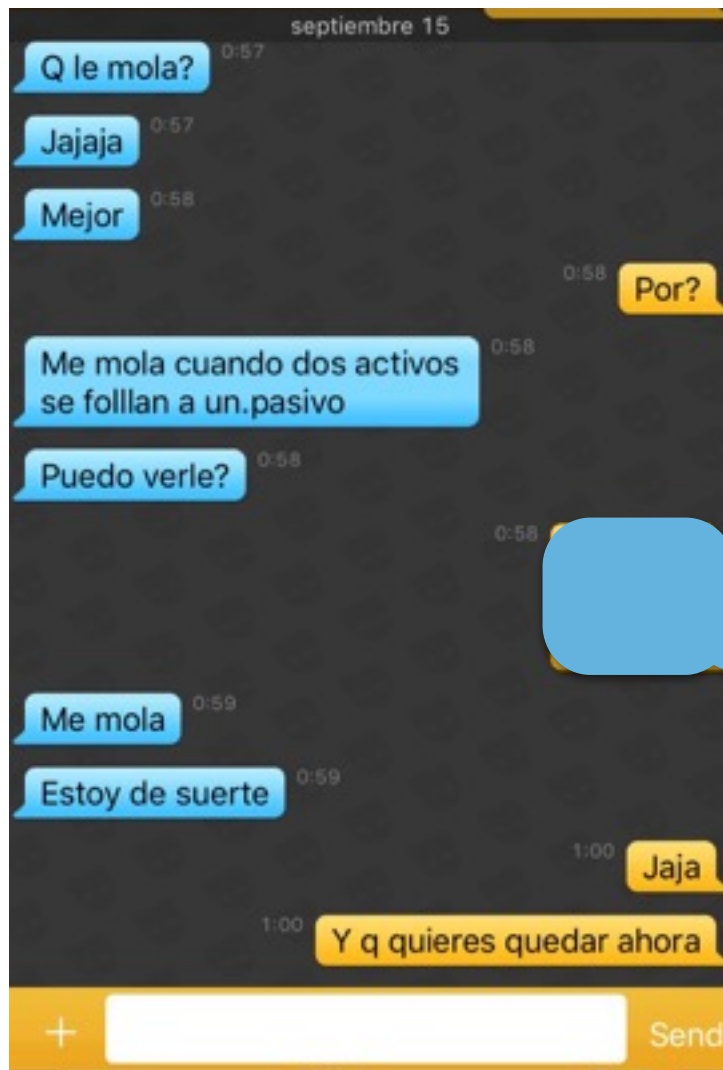 septiembre 15
Q le mola?
0:57
Jajaja
0:57
Mejor
0:58
0:58
Por?
Me mola cuando dos activos
se folllan a un.pasivo
0:58
Puedo verle?
0:58
0:58
Me mola
0:59
Estoy de suerte
0:59
1:00
Jaja
1:00
Y q quieres quedar ahora
+
Send